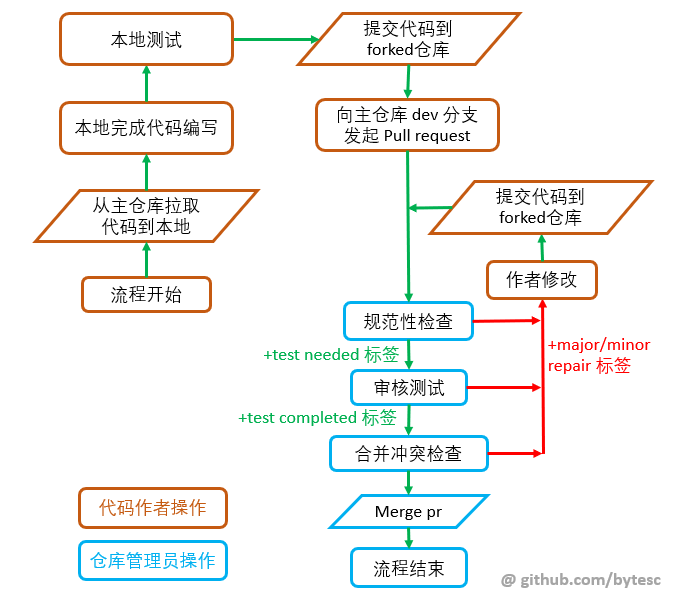 本地测试
提交代码到
forked仓库
本地完成代码编写
向主仓库 dev 分支
发起 Pull request
从主仓库拉取
代码到本地
提交代码到
forked仓库
流程开始
作者修改
规范性检查
+test needed 标签
+major/minor
repair 标签
审核测试
+test completed 标签
合并冲突检查
代码作者操作
Merge pr
仓库管理员操作
流程结束
@ github.com/bytesc